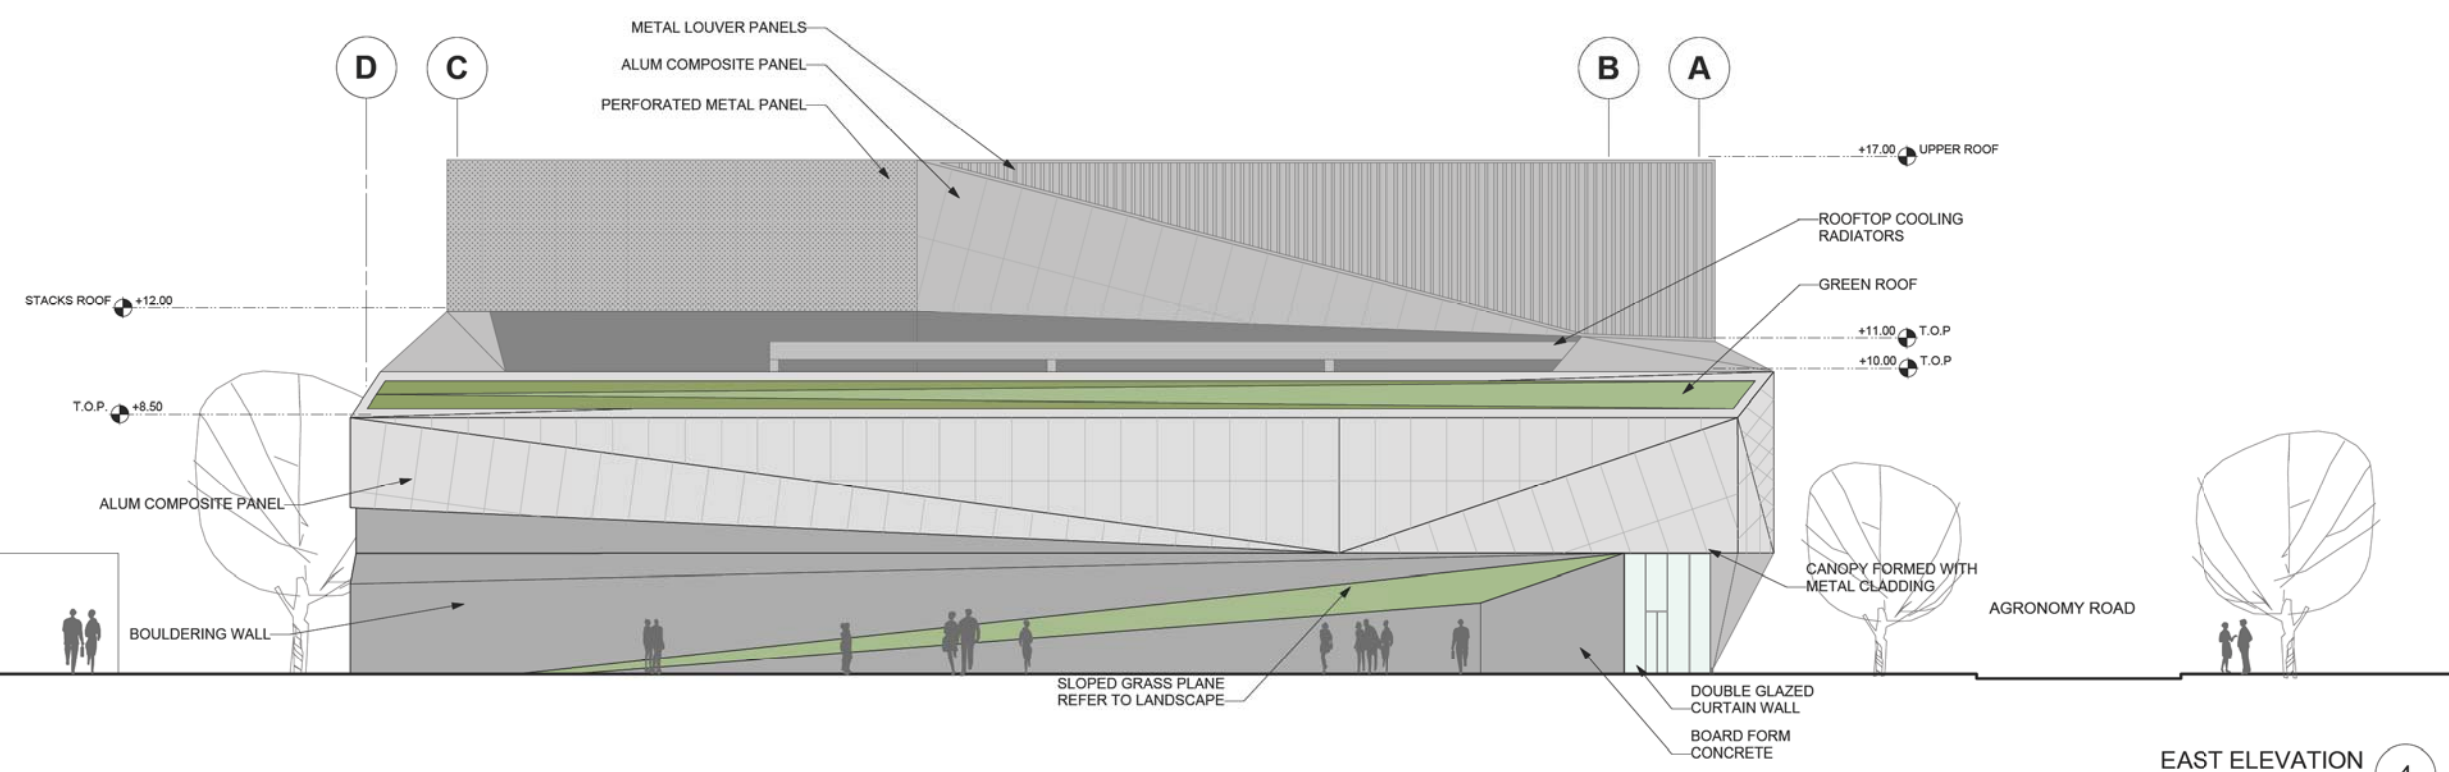 METAL LOUVER PANELS
D
C
ALUM COMPOSITE PANEL
B
A
PERFORATED METAL PANEL
+17.00 UPPER ROOF
ROOFTOP COOLING
RADIATORS
GREEN ROOF
STACKS ROOF +12.00
+11.00 T.O.P
+10.00 T.O.P
T.O.P. +8.50
ALUM COMPOSITE PANEL
CANOPY FORMED WITH
METAL CLADDING
AGRONOMY ROAD
BOULDERING WALL
SLOPED GRASS PLANE
REFER TO LANDSCAPE
DOUBLE GLAZED
CURTAIN WALL
BOARD FORM
CONCRETE
EAST ELEVATION